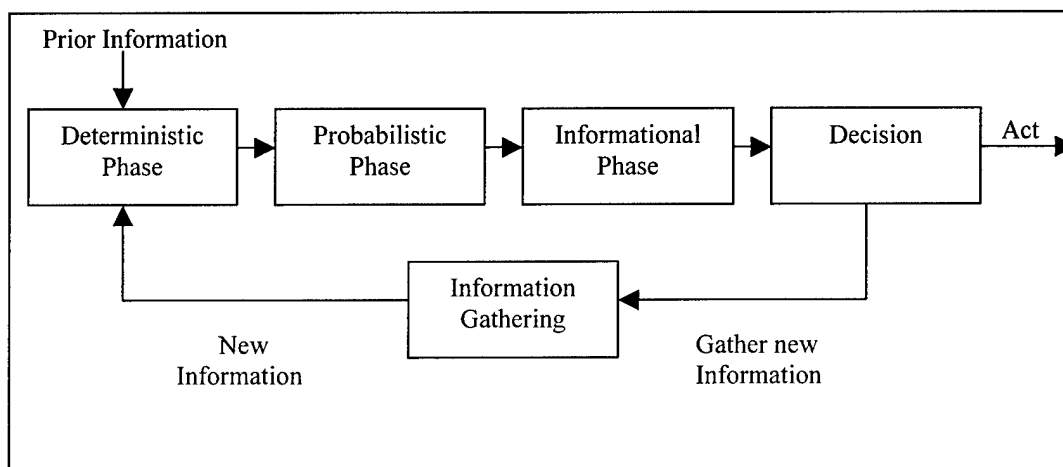 Prior Information
Deterministic
Phase
Probabilistic
Phase
Informational
Phase
Decision
Act
Information
Gathering
New
Information
Gather new
Information